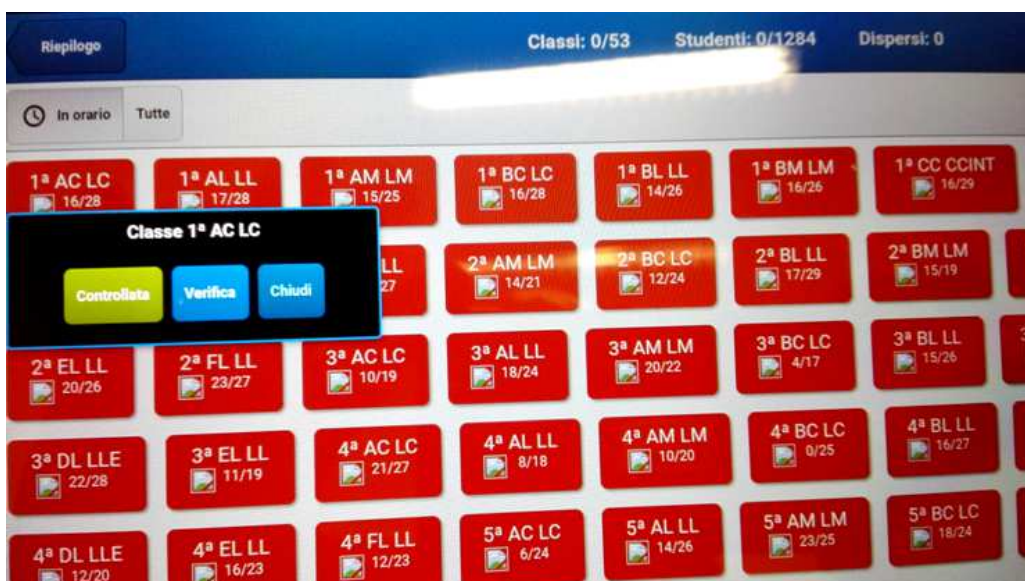 Riepilogo
Classi: 0/53 Studenti: 0/1284 Dispersi: 0
In orario Tutte
1ª AC LC 1ª AL LL 1ª AM LM 1ª BC LC 1ª BL LL 1ª BM LM 1ª CC CCINT
16/28 17/28 15/25 16/28 14/26 16/26 16/29
Classe 1ª AC LC
Controllata Verifica Chiudi
LL 2ª AM LM 2ª BC LC 2ª BL LL 2ª BM LM
27 14/21 12/24 17/29 15/19
2ª EL LL 2ª FL LL 3ª AC LC 3ª AL LL 3ª AM LM 3ª BC LC 3ª BL LL
20/26 23/27 10/19 18/24 20/22 4/17 15/26
3ª DL LLE 3ª EL LL 4ª AC LC 4ª AL LL 4ª AM LM 4ª BC LC 4ª BL LL
22/28 11/19 21/27 8/18 10/20 0/25 16/27
4ª DL LLE 4ª EL LL 4ª FL LL 5ª AC LC 5ª AL LL 5ª AM LM 5ª BC LC
12/20 16/23 12/23 6/24 14/26 23/25 18/24